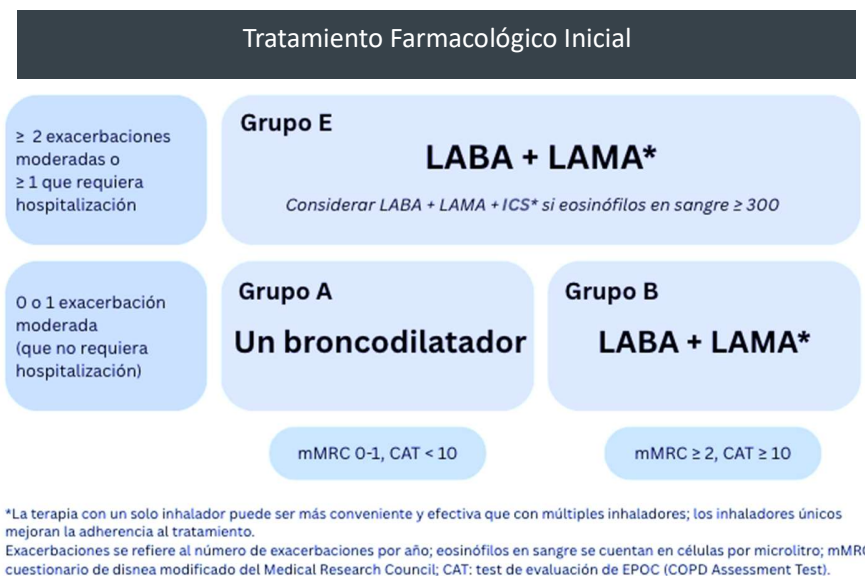 Tratamiento Farmacológico Inicial
≥ 2 exacerbaciones
moderadas o
≥ 1 que requiera
hospitalización
Grupo E
LABA + LAMA*
Considerar LABA + LAMA + ICS* si eosinófilos en sangre ≥ 300
0 o 1 exacerbación
moderada
(que no requiera
hospitalización)
Grupo A
Un broncodilatador
Grupo B
LABA + LAMA*
mMRC 0-1, CAT < 10
mMRC ≥ 2, CAT ≥ 10
*La terapia con un solo inhalador puede ser más conveniente y efectiva que con múltiples inhaladores; los inhaladores únicos
mejoran la adherencia al tratamiento.
Exacerbaciones se refiere al número de exacerbaciones por año; eosinófilos en sangre se cuentan en células por microlitro; mMRC
cuestionario de disnea modificado del Medical Research Council; CAT: test de evaluación de EPOC (COPD Assessment Test).